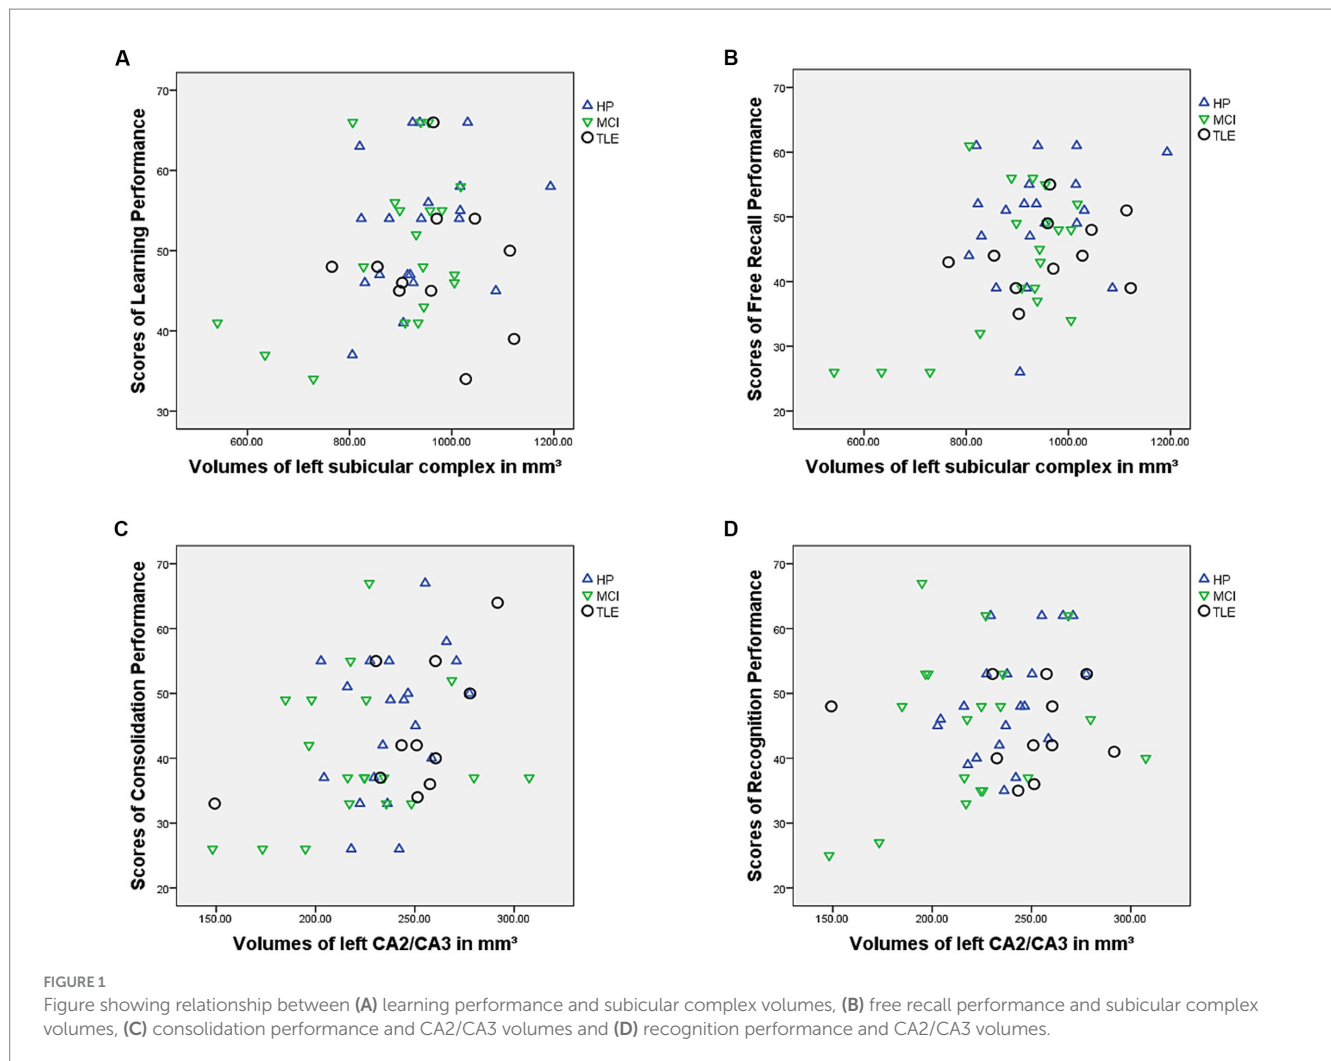 A
Scores of Learning Performance
70
60
50
40
30
600.00 800.00 1000.00 1200.00
Volumes of left subicular complex in mm³
HP
MCI
TLE
B
Scores of Free Recall Performance
70
60
50
40
30
20
600.00 800.00 1000.00 1200.00
Volumes of left subicular complex in mm³
HP
MCI
TLE
C
Scores of Consolidation Performance
70
60
50
40
30
20
150.00 200.00 250.00 300.00
Volumes of left CA2/CA3 in mm³
HP
MCI
TLE
D
Scores of Recognition Performance
70
60
50
40
30
20
150.00 200.00 250.00 300.00
Volumes of left CA2/CA3 in mm³
HP
MCI
TLE
FIGURE 1
Figure showing relationship between (A) learning performance and subicular complex volumes, (B) free recall performance and subicular complex
volumes, (C) consolidation performance and CA2/CA3 volumes and (D) recognition performance and CA2/CA3 volumes.